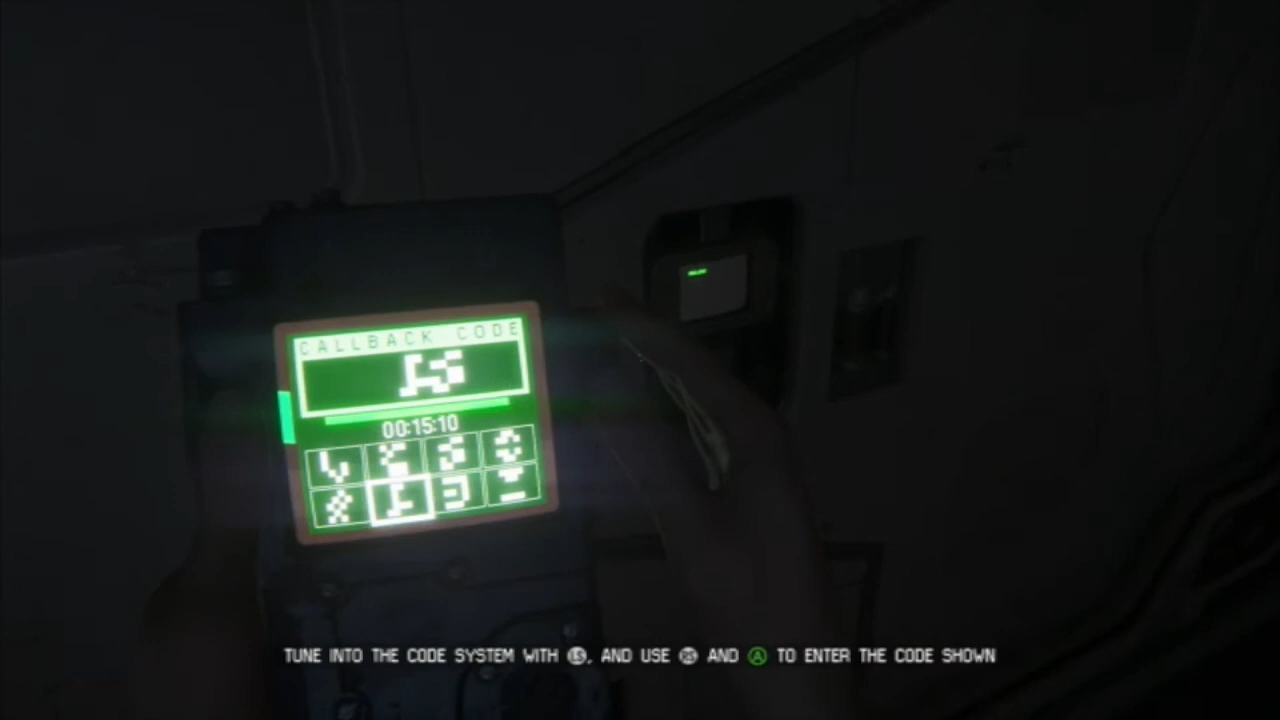 CALLBACK CODE
00:15:10
TUNE INTO THE CODE SYSTEM WITH LS, AND USE RS AND A TO ENTER THE CODE SHOWN